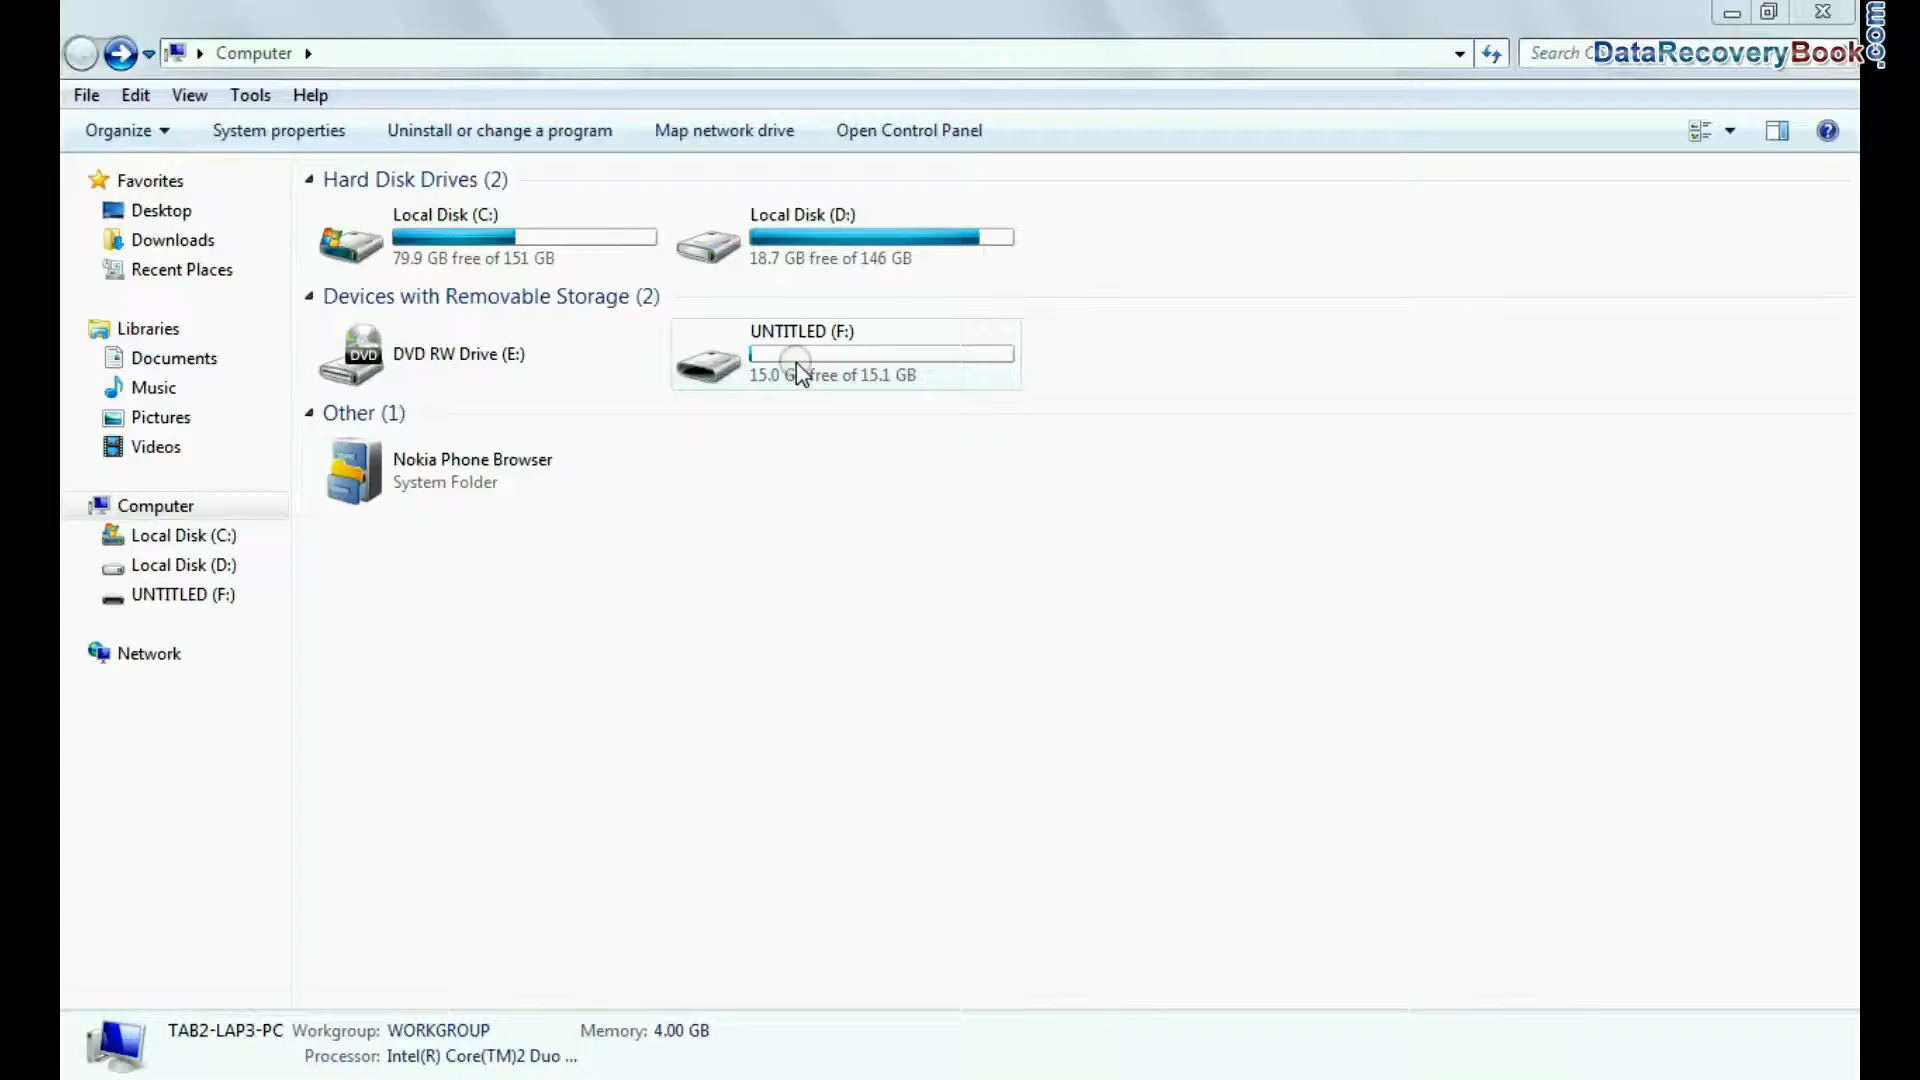 Computer
Search C
DataRecoveryBook.com
File Edit View Tools Help
Organize System properties Uninstall or change a program Map network drive Open Control Panel
Favorites
Desktop
Downloads
Recent Places
Libraries
Documents
Music
Pictures
Videos
Computer
Local Disk (C:)
Local Disk (D:)
UNTITLED (F:)
Network
Hard Disk Drives (2)
Local Disk (C:)
79.9 GB free of 151 GB
Local Disk (D:)
18.7 GB free of 146 GB
Devices with Removable Storage (2)
DVD
DVD RW Drive (E:)
UNTITLED (F:)
15.0 G free of 15.1 GB
Other (1)
Nokia Phone Browser
System Folder
TAB2-LAP3-PC Workgroup: WORKGROUP Memory: 4.00 GB
Processor: Intel(R) Core(TM)2 Duo ...